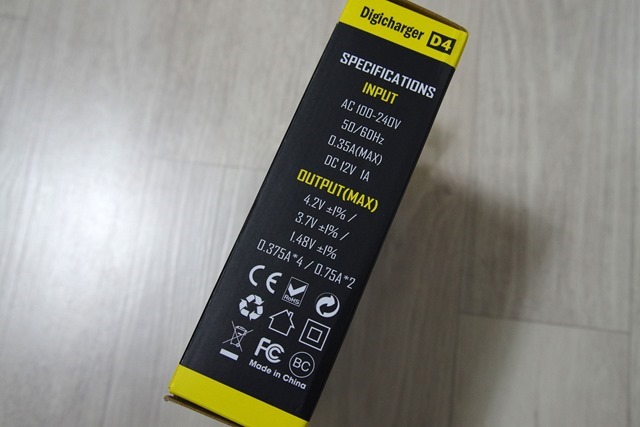 Digicharger D4
SPECIFICATIONS
INPUT
AC 100-240V
50/60Hz
0.35A(MAX)
DC 12V 1A
OUTPUT(MAX)
4.2V ±1% /
3.7V ±1% /
1.48V ±1%
0.375A*4 / 0.75A*2
CE
RoHS
FC
BC
Made in China